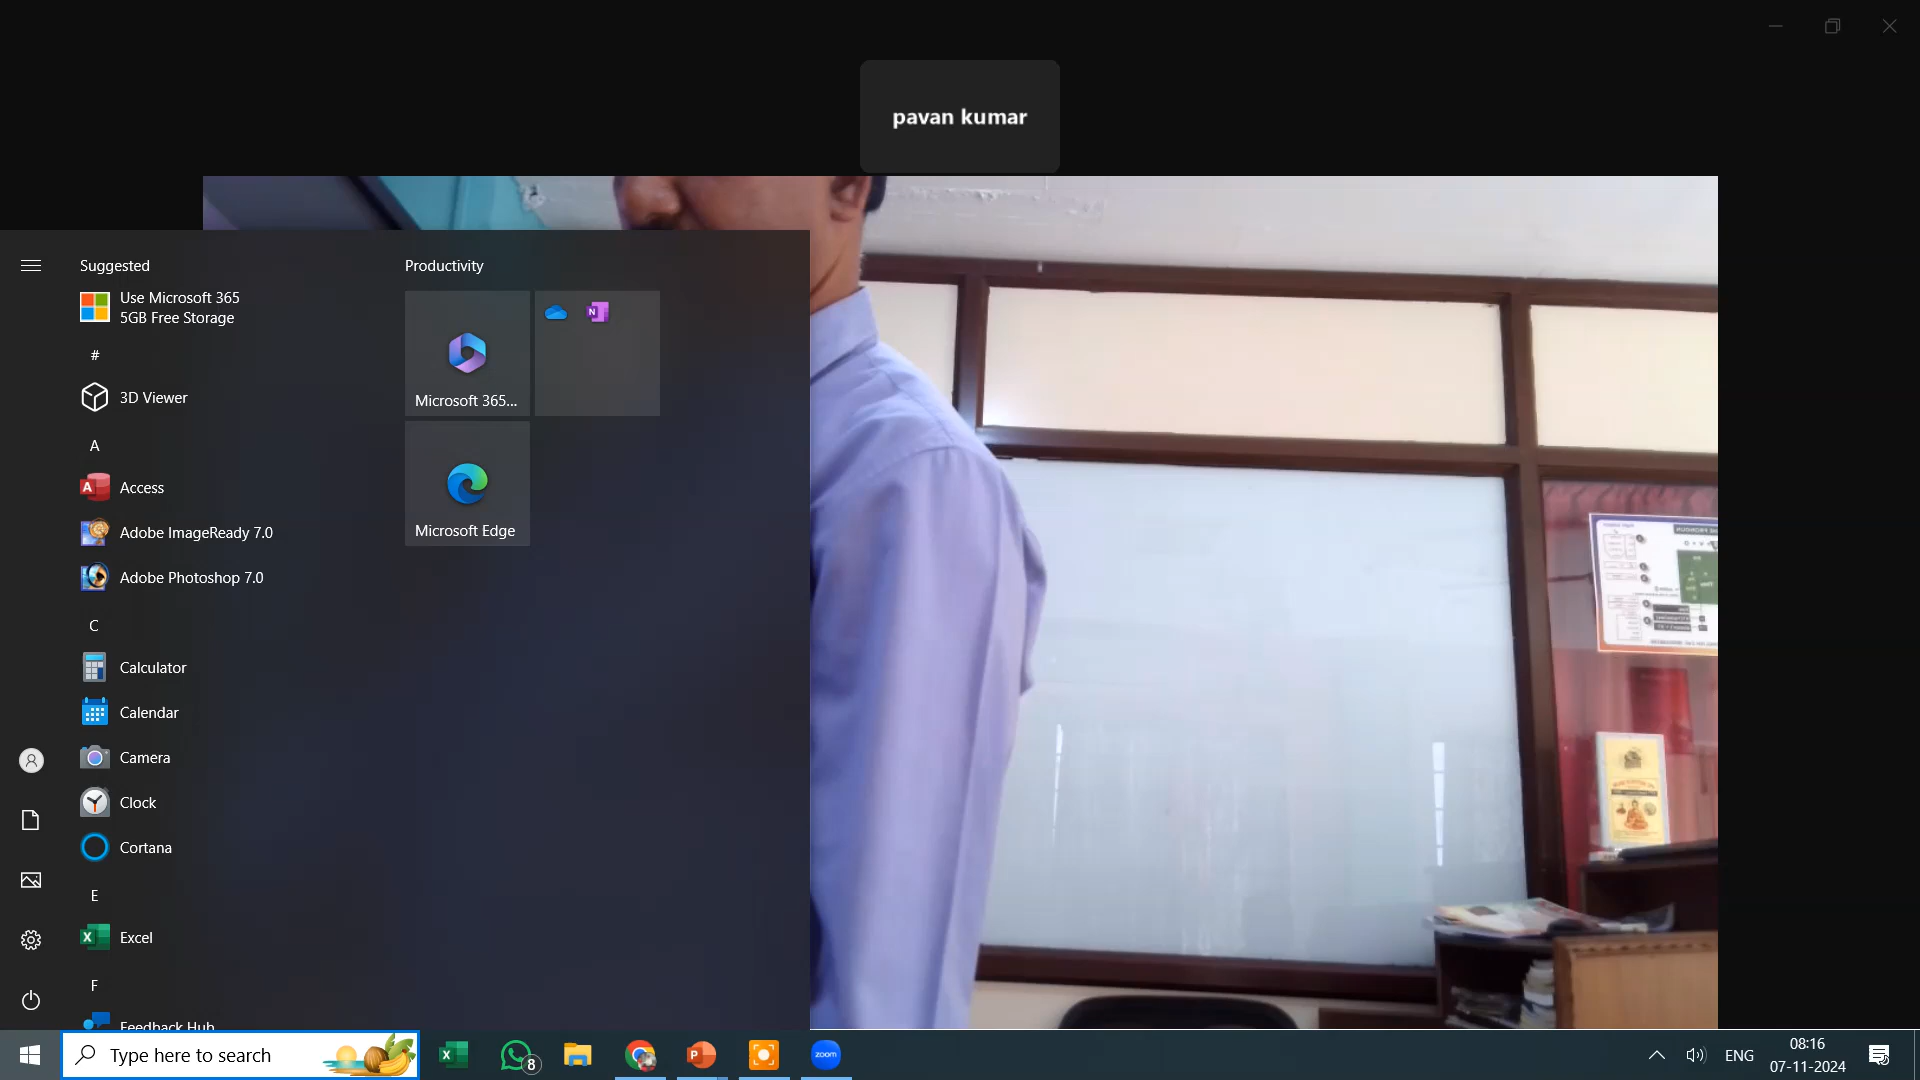 pavan kumar
Suggested
Productivity
Use Microsoft 365
5GB Free Storage
#
3D Viewer
A
Access
Adobe ImageReady 7.0
Adobe Photoshop 7.0
Microsoft 365...
Microsoft Edge
C
Calculator
Calendar
Camera
Clock
Cortana
E
Excel
F
Feedback Hub
Type here to search
8
zoom
ENG
08:16
07-11-2024